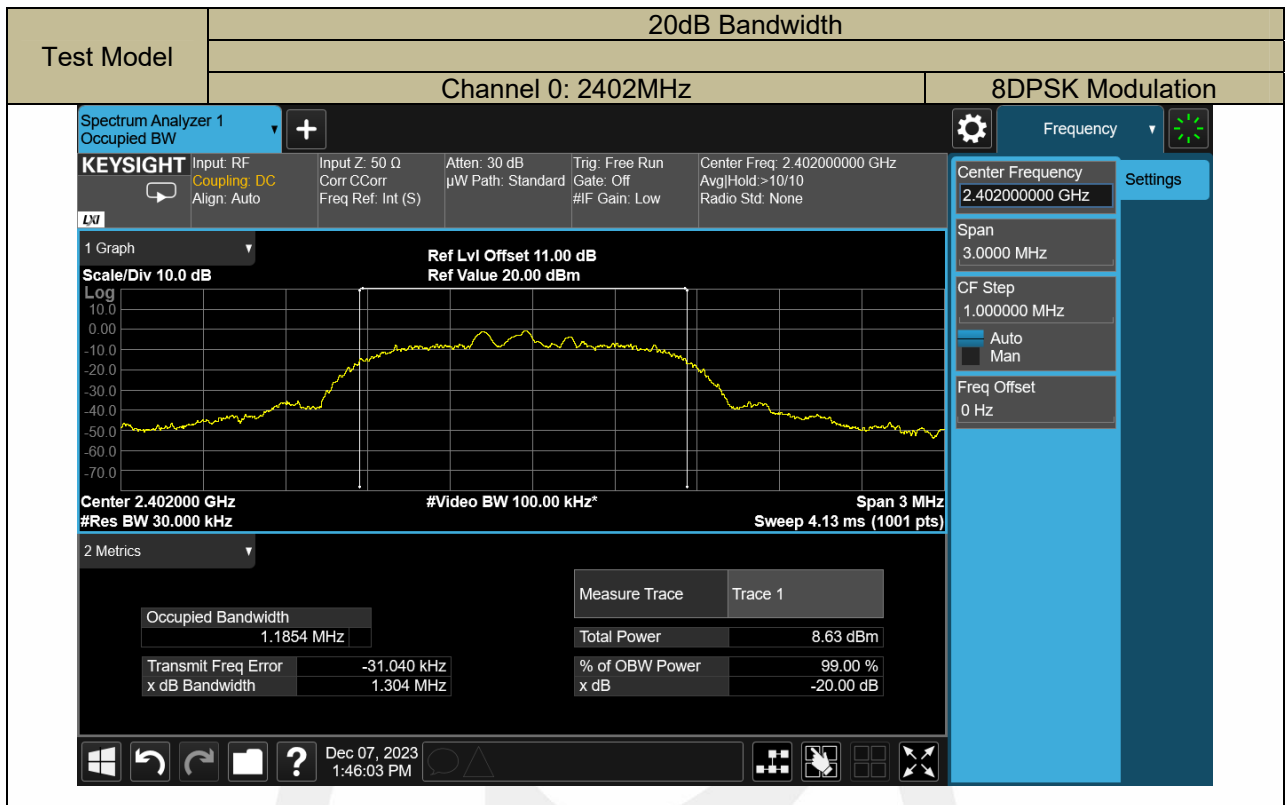 Test Model
20dB Bandwidth
Channel 0: 2402MHz
8DPSK Modulation
Spectrum Analyzer 1
Occupied BW
Frequency
KEYSIGHT
LXI
Input: RF
Coupling: DC
Align: Auto
Input Z: 50 Ω
Corr CCorr
Freq Ref: Int (S)
Atten: 30 dB
µW Path: Standard
Trig: Free Run
Gate: Off
#IF Gain: Low
Center Freq: 2.402000000 GHz
Avg|Hold:>10/10
Radio Std: None
Center Frequency
2.402000000 GHz
Settings
Span
3.0000 MHz
CF Step
1.000000 MHz
Auto
Man
Freq Offset
0 Hz
1 Graph
Scale/Div 10.0 dB
Ref Lvl Offset 11.00 dB
Ref Value 20.00 dBm
Log
10.0
0.00
-10.0
-20.0
-30.0
-40.0
-50.0
-60.0
-70.0
Center 2.402000 GHz
#Video BW 100.00 kHz*
Span 3 MHz
#Res BW 30.000 kHz
Sweep 4.13 ms (1001 pts)
2 Metrics
Measure Trace
Trace 1
Occupied Bandwidth
1.1854 MHz
Total Power
8.63 dBm
Transmit Freq Error
-31.040 kHz
% of OBW Power
99.00 %
x dB Bandwidth
1.304 MHz
x dB
-20.00 dB
?
Dec 07, 2023
1:46:03 PM